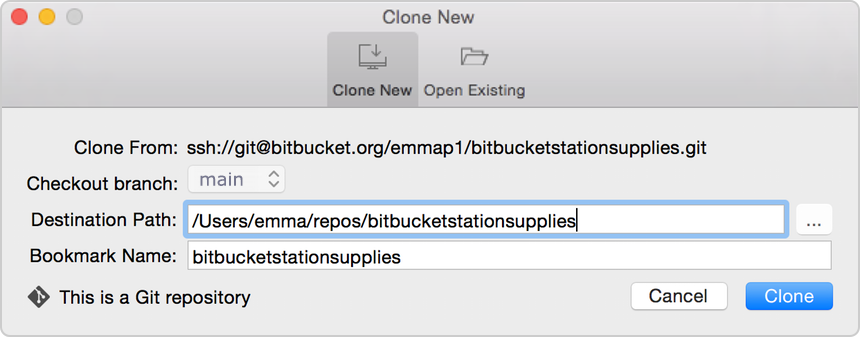 Clone New
Clone New Open Existing
Clone From: ssh://git@bitbucket.org/emmap1/bitbucketstationsupplies.git
Checkout branch: main
Destination Path: /Users/emma/repos/bitbucketstationsupplies ...
Bookmark Name: bitbucketstationsupplies
This is a Git repository Cancel Clone